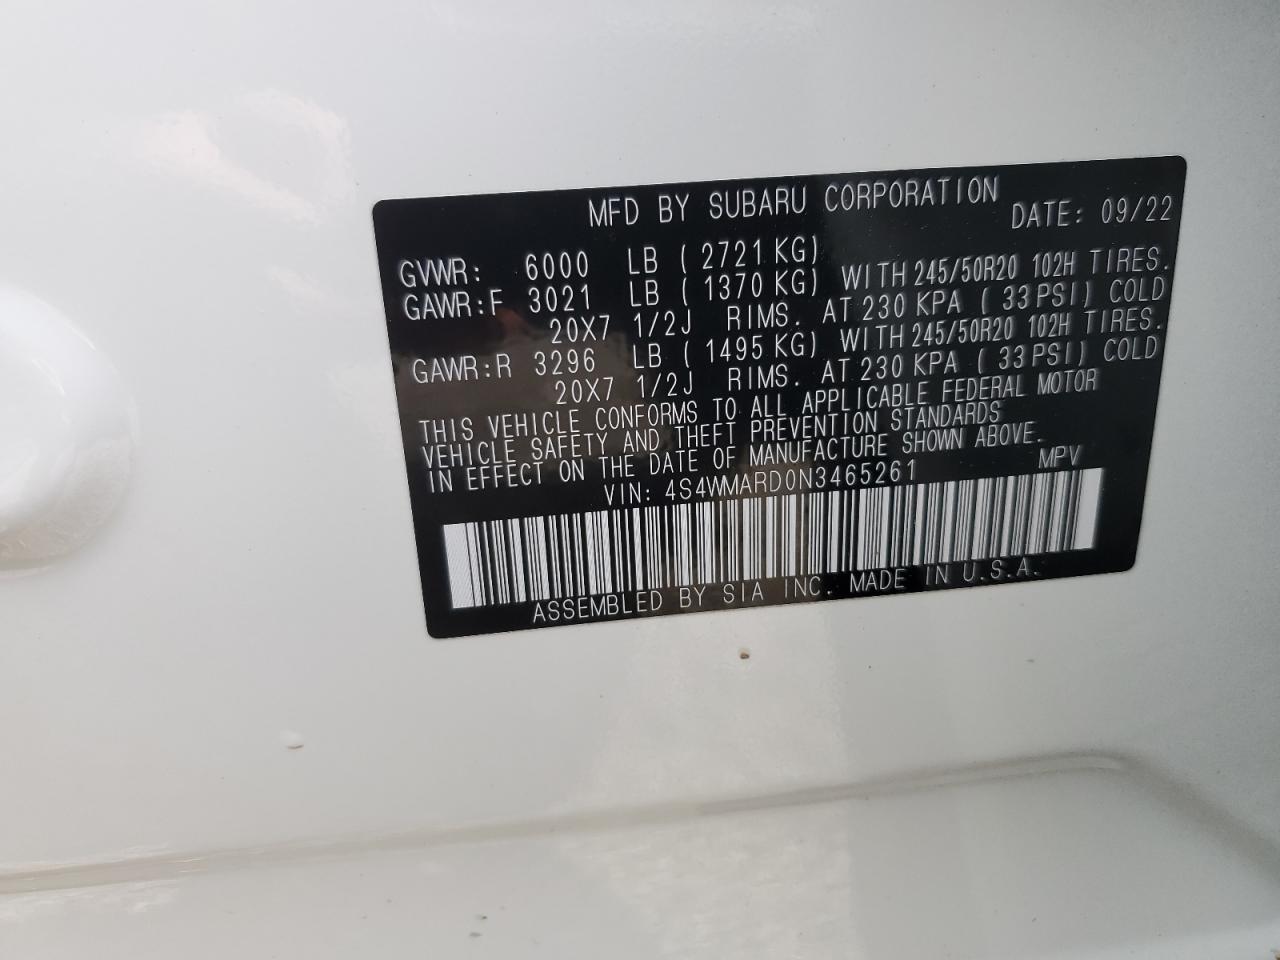 MFD BY SUBARU CORPORATION DATE: 09/22
GVWR: 6000 LB ( 2721 KG)
GAWR:F 3021 LB ( 1370 KG) WITH 245/50R20 102H TIRES.
20X7 1/2J RIMS. AT 230 KPA ( 33 PSI) COLD
GAWR:R 3296 LB ( 1495 KG) WITH 245/50R20 102H TIRES.
20X7 1/2J RIMS. AT 230 KPA ( 33 PSI) COLD
THIS VEHICLE CONFORMS TO ALL APPLICABLE FEDERAL MOTOR
VEHICLE SAFETY AND THEFT PREVENTION STANDARDS
IN EFFECT ON THE DATE OF MANUFACTURE SHOWN ABOVE.
VIN: 4S4WMARD0N3465261 MPV
ASSEMBLED BY SIA INC. MADE IN U.S.A.